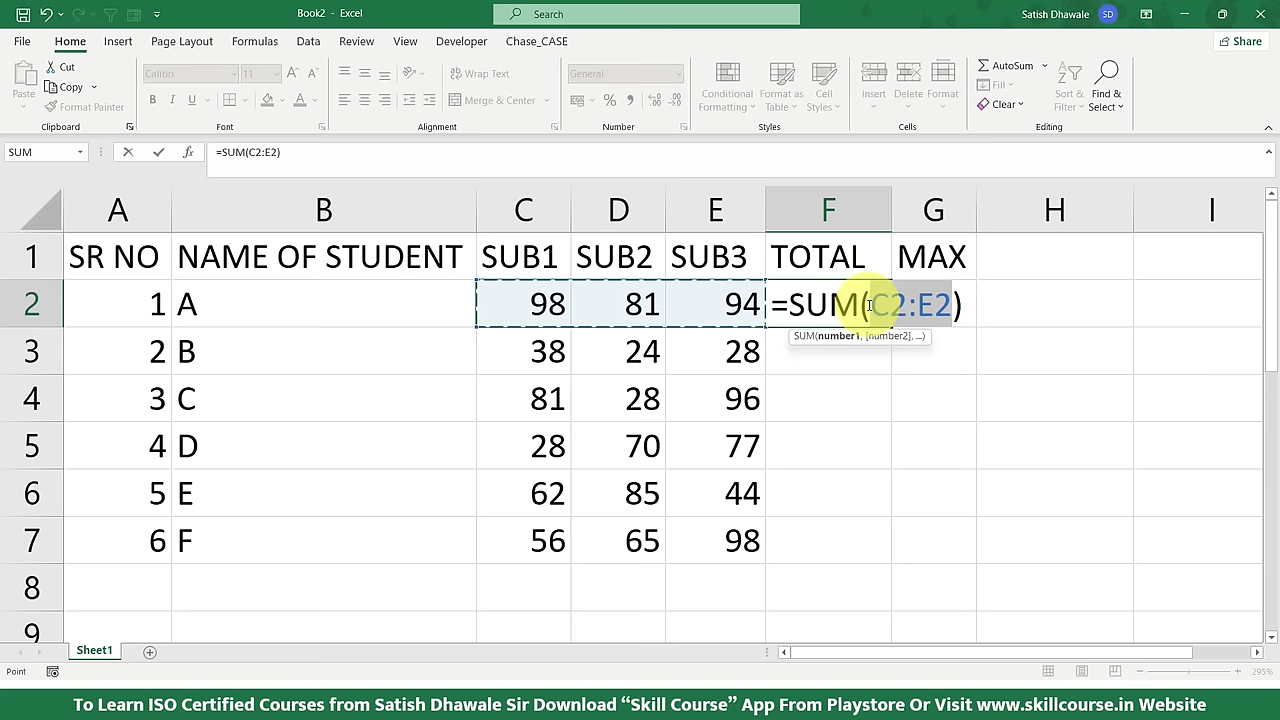 Book2 - Excel
Search
Satish Dhawale SD
File Home Insert Page Layout Formulas Data Review View Developer Chase_CASE Share
Paste Cut Copy Format Painter
Calibri 11
B I U
Wrap Text
Merge & Center
General
Conditional Formatting
Format as Table
Cell Styles
Insert Delete Format
AutoSum
Fill
Clear
Sort & Filter
Find & Select
Clipboard Font Alignment Number Styles Cells Editing
SUM fx =SUM(C2:E2)
A B C D E F G H I
1 SR NO NAME OF STUDENT SUB1 SUB2 SUB3 TOTAL MAX
2 1 A 98 81 94 =SUM(C2:E2)
SUM(number1, [number2], ...)
3 2 B 38 24 28
4 3 C 81 28 96
5 4 D 28 70 77
6 5 E 62 85 44
7 6 F 56 65 98
8
9
Sheet1
Point 295%
To Learn ISO Certified Courses from Satish Dhawale Sir Download “Skill Course” App From Playstore Or Visit www.skillcourse.in Website